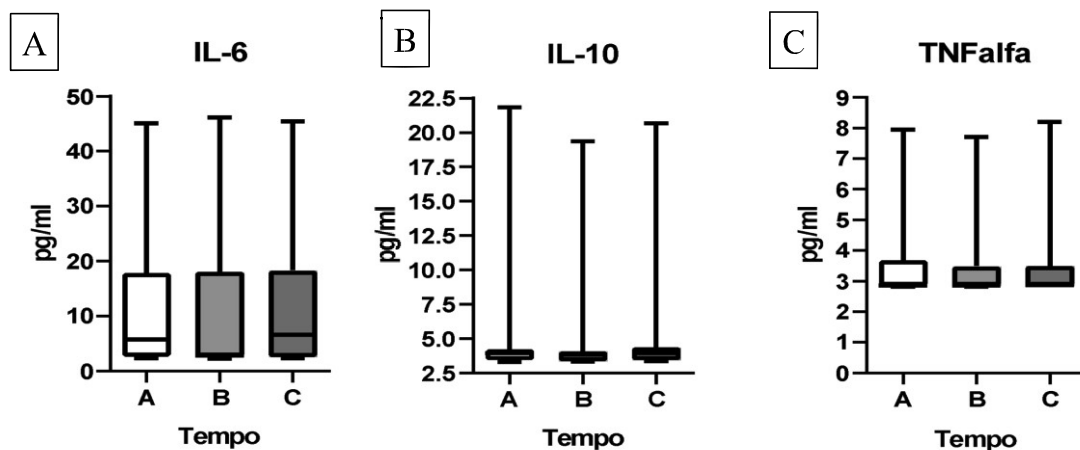 A
IL-6
pg/ml
50
40
30
20
10
0
A B C
Tempo
B
IL-10
pg/ml
22.5
20.0
17.5
15.0
12.5
10.0
7.5
5.0
2.5
A B C
Tempo
C
TNFalfa
pg/ml
9
8
7
6
5
4
3
2
1
0
A B C
Tempo